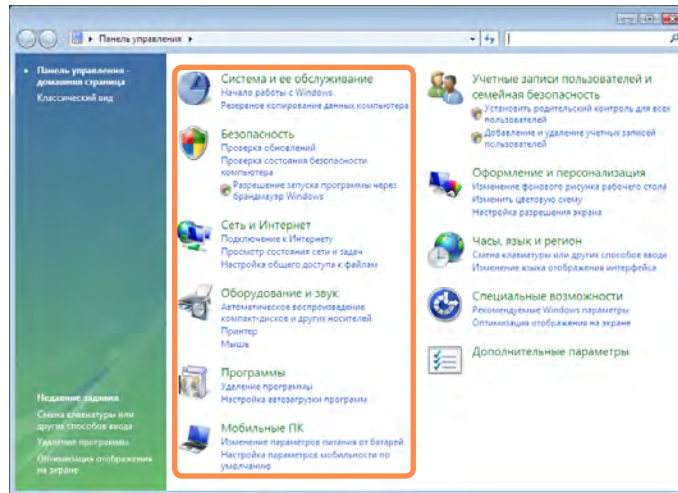 Панель управления
Панель управления -
домашняя страница
Классический вид
Система и ее обслуживание
Начало работы с Windows
Резервное копирование данных компьютера
Безопасность
Проверка обновлений
Проверка состояния безопасности
компьютера
Разрешение запуска программы через
брандмауэр Windows
Сеть и Интернет
Подключение к Интернету
Просмотр состояния сети и задач
Настройка общего доступа к файлам
Оборудование и звук
Автоматическое воспроизведение
компакт-дисков и других носителей
Принтер
Мышь
Программы
Удаление программы
Настройка автозагрузки программ
Мобильные ПК
Изменение параметров питания от батарей
Настройка параметров мобильности по
умолчанию
Учетные записи пользователей и
семейная безопасность
Установить родительский контроль для всех
пользователей
Добавление и удаление учетных записей
пользователей
Оформление и персонализация
Изменение фонового рисунка рабочего стола
Изменить цветовую схему
Настройка разрешения экрана
Часы, язык и регион
Смена клавиатуры или других способов ввода
Изменение языка отображения интерфейса
Специальные возможности
Рекомендуемые Windows параметры
Оптимизация отображения на экране
Дополнительные параметры
Недавние задания
Смена клавиатуры или
других способов ввода
Удаление программы
Оптимизация отображения
на экране